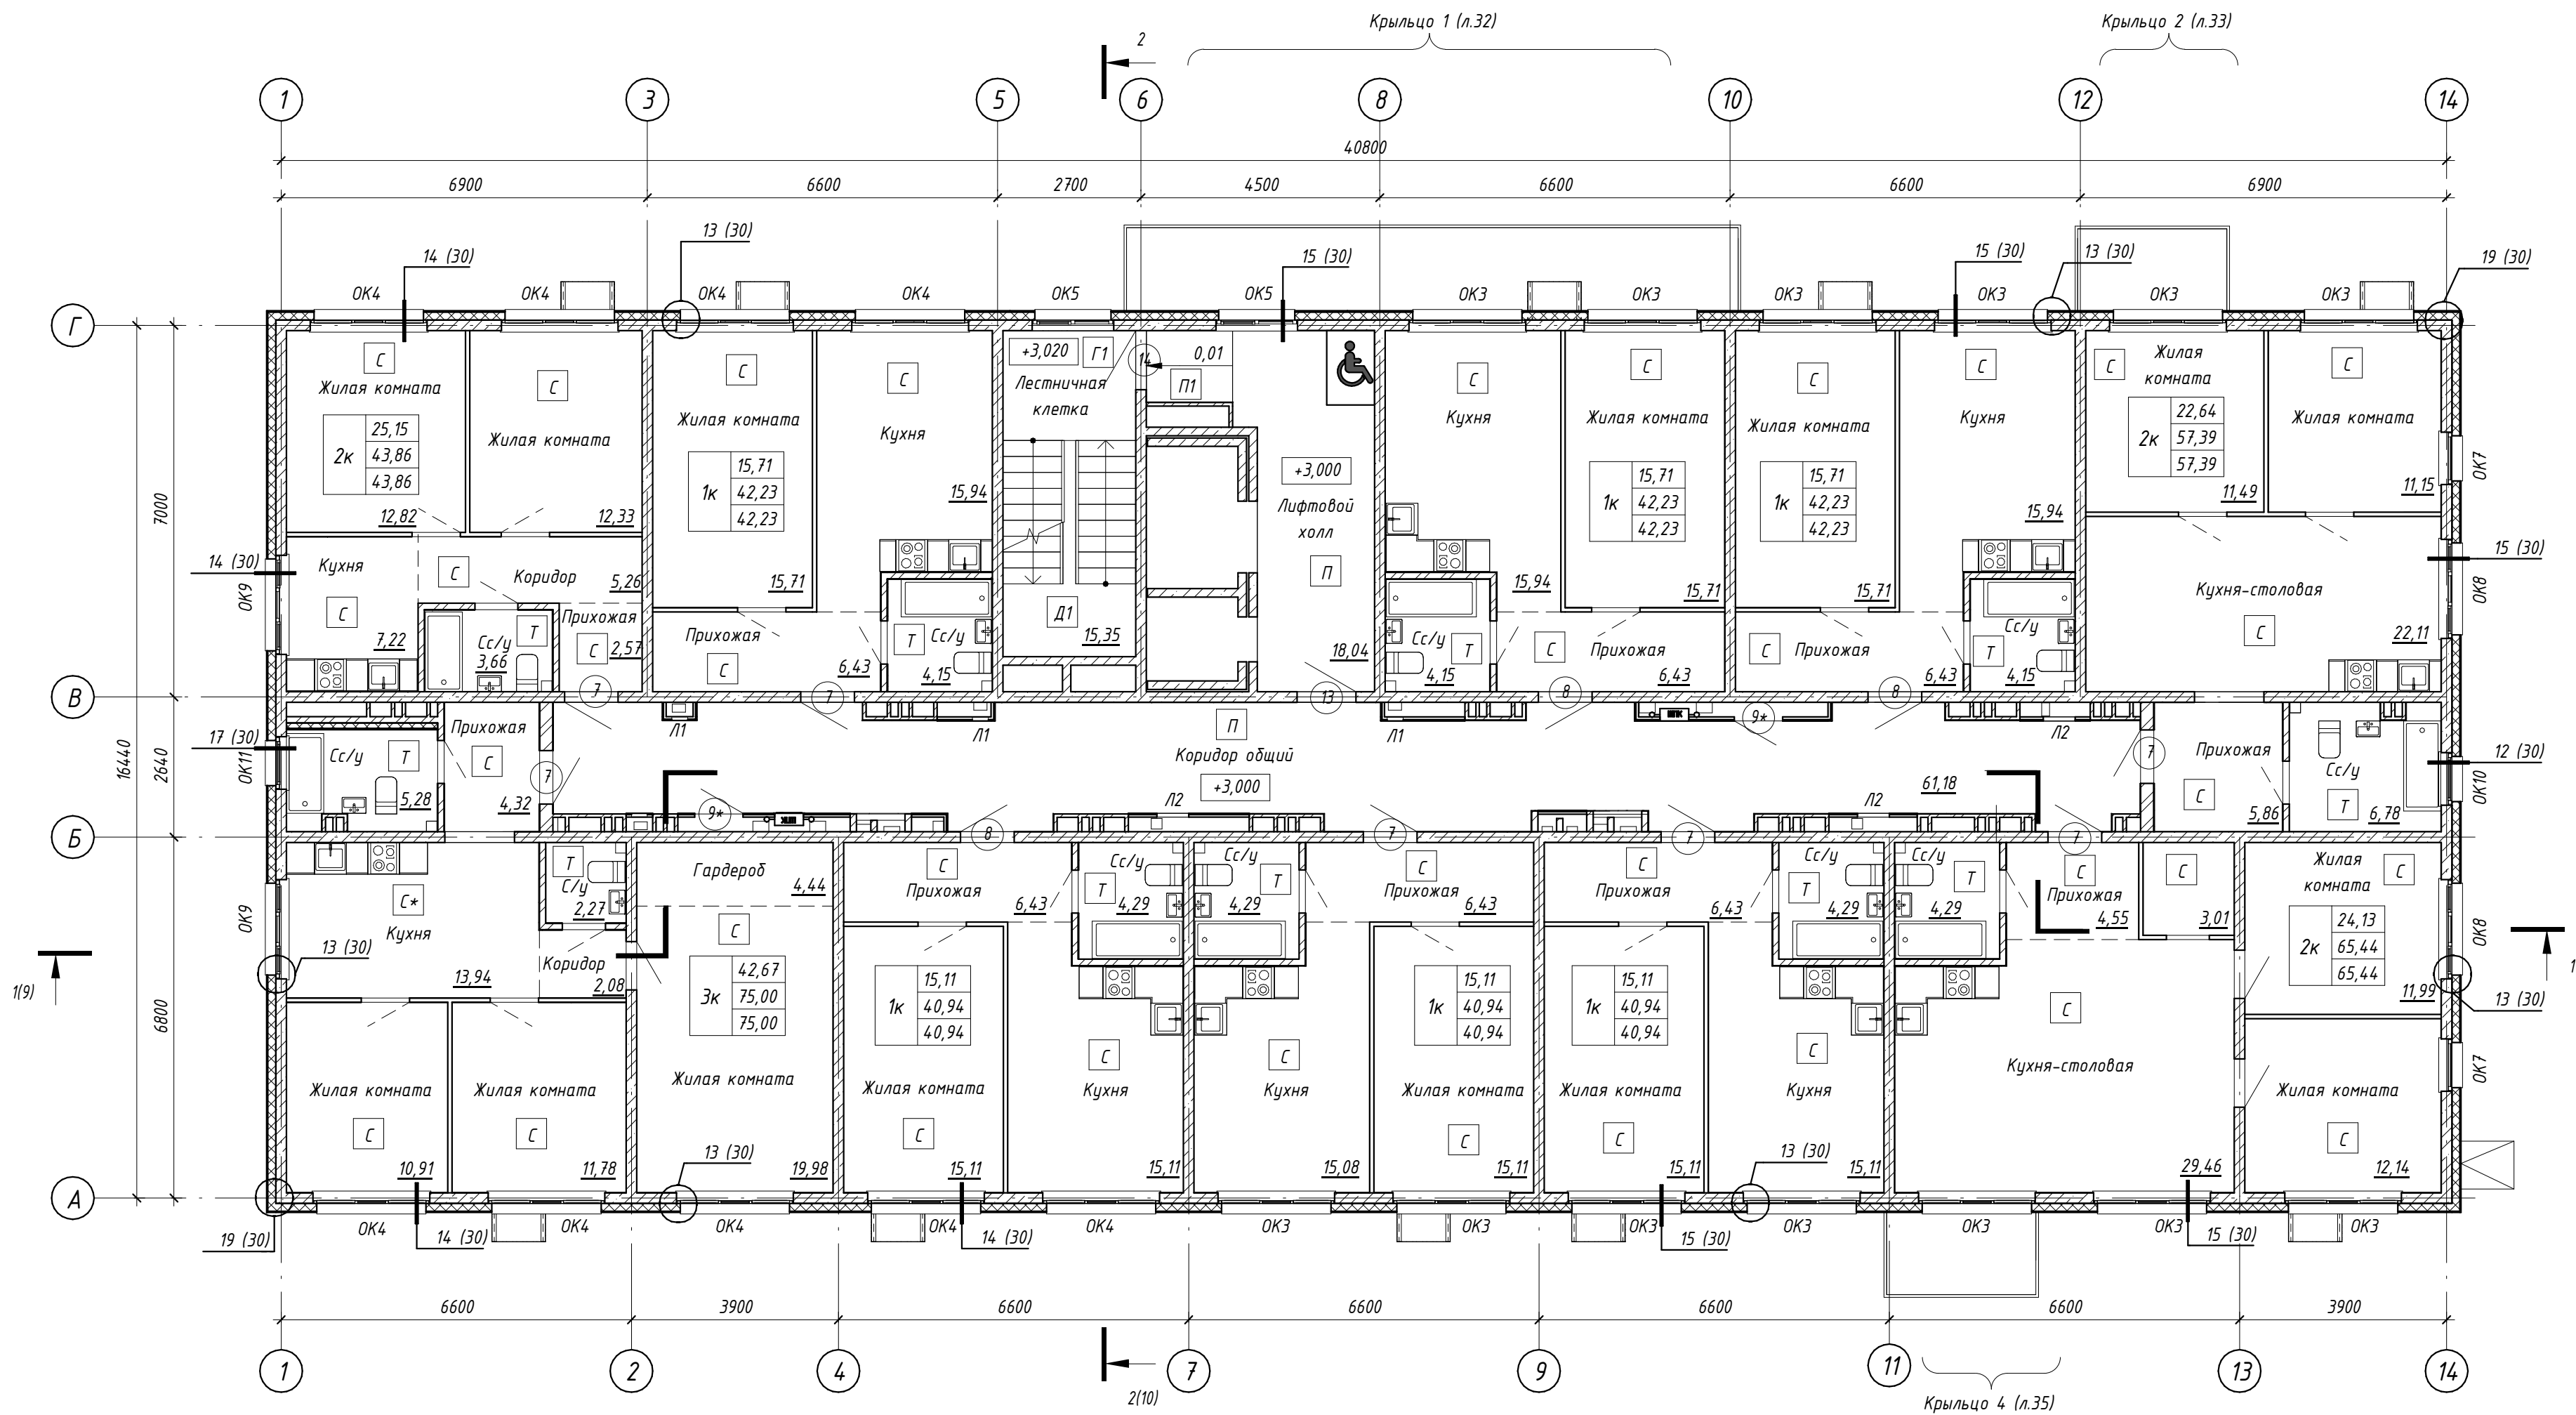 Крыльцо 1 (л.32)
Крыльцо 2 (л.33)
2
1
3
5
6
8
10
12
14
40800
6900
6600
2700
4500
6600
6600
6900
13 (30)
14 (30)
15 (30)
15 (30)
13 (30)
19 (30)
ОК4
ОК4
ОК4
ОК4
ОК5
ОК5
ОК3
ОК3
ОК3
ОК3
ОК3
ОК3
Г
С
Жилая комната
2к
25,15
43,86
43,86
12,82
С
Жилая комната
12,33
С
Жилая комната
1к
15,71
42,23
42,23
15,71
С
Кухня
15,94
+3,020
Г1
Лестничная
клетка
Д1
15,35
14
0,01
П1
+3,000
Лифтовой
холл
П
18,04
С
Кухня
15,94
С
Жилая комната
1к
15,71
42,23
42,23
15,71
С
Жилая комната
1к
15,71
42,23
42,23
15,71
С
Кухня
15,94
С
Жилая
комната
2к
22,64
57,39
57,39
11,49
С
Жилая комната
11,15
ОК7
7000
14 (30)
ОК9
Кухня
С
7,22
С
Коридор
5,26
Сс/у
3,66
Т
Прихожая
С
2,57
Прихожая
С
6,43
Т
Сс/у
4,15
Сс/у
4,15
Т
С
Прихожая
6,43
Прихожая
С
6,43
Т
Сс/у
4,15
Кухня-столовая
С
22,11
15 (30)
ОК8
В
7
7
13
8
8
16440
2640
17 (30)
ОК11
Сс/у
Т
5,28
Прихожая
С
4,32
7
Л1
Л1
П
Коридор общий
+3,000
Л1
9*
Л2
61,18
7
Прихожая
С
5,86
Сс/у
Т
6,78
12 (30)
ОК10
Б
9*
8
Л2
7
7
Л2
7
6800
ОК9
С*
Кухня
13,94
Т
С/у
2,27
Коридор
2,08
Гардероб
4,44
С
3к
42,67
75,00
75,00
Жилая комната
19,98
С
Прихожая
6,43
Сс/у
Т
4,29
Сс/у
Т
4,29
С
Прихожая
6,43
С
Прихожая
6,43
Сс/у
Т
4,29
Сс/у
Т
4,29
С
Прихожая
4,55
С
3,01
Жилая
комната
С
2к
24,13
65,44
65,44
11,99
ОК8
13 (30)
1(9)
13 (30)
1
Жилая комната
С
10,91
Жилая комната
С
11,78
1к
15,11
40,94
40,94
Жилая комната
С
15,11
С
Кухня
15,11
С
Кухня
15,08
1к
15,11
40,94
40,94
Жилая комната
С
15,11
1к
15,11
40,94
40,94
Жилая комната
С
15,11
С
Кухня
15,11
С
Кухня-столовая
29,46
Жилая комната
С
12,14
ОК7
А
13 (30)
13 (30)
19 (30)
ОК4
14 (30)
ОК4
ОК4
ОК4
14 (30)
ОК4
ОК3
ОК3
ОК3
15 (30)
ОК3
ОК3
ОК3
15 (30)
ОК3
6600
3900
6600
6600
6600
6600
3900
1
2
4
7
9
11
13
14
2(10)
Крыльцо 4 (л.35)